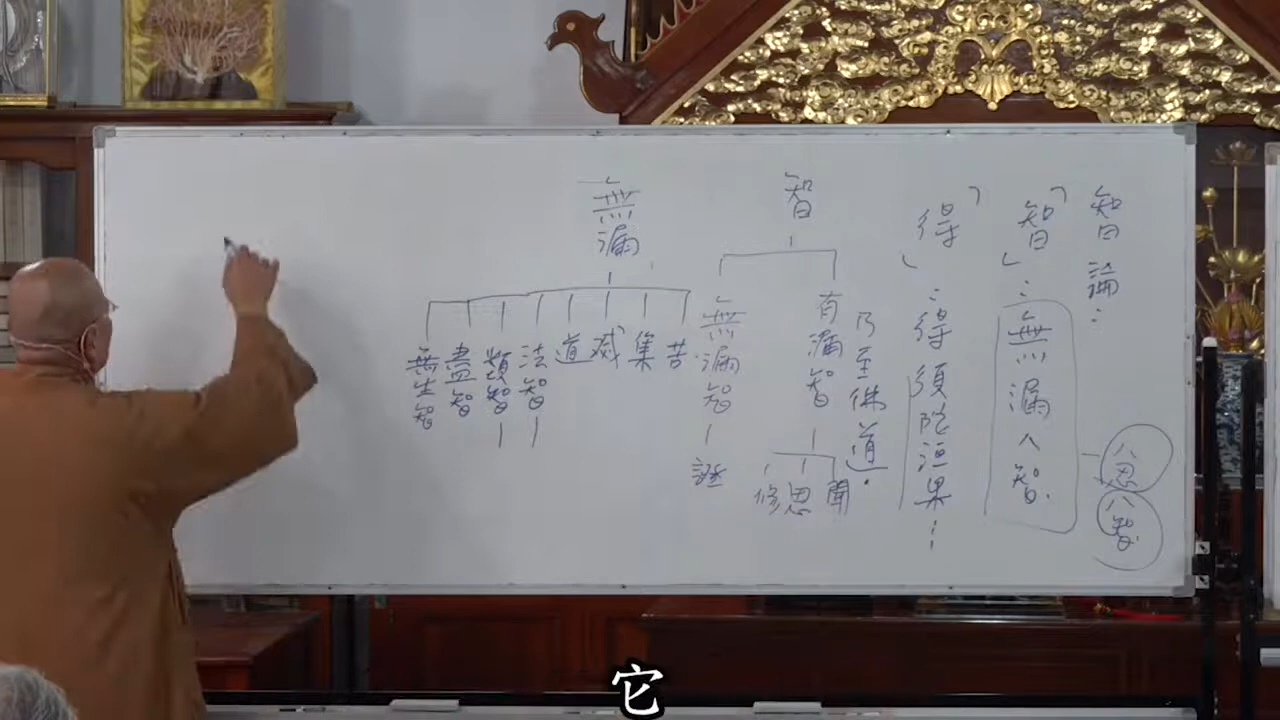 智論：
「智」：無漏八智．
八忍
八智．
「得」：得須陀洹果…
乃至佛道．
智
有漏智
聞
思
修
無漏智
證
無漏
苦
集
滅
道
法智
類智
盡智
無生智
它